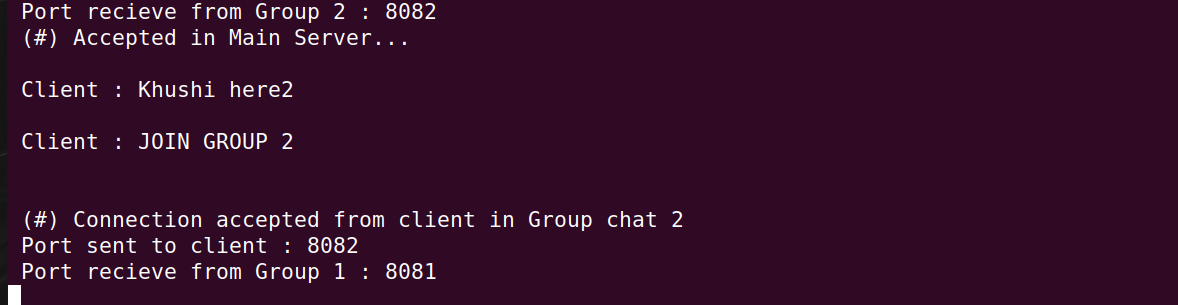 Port recieve from Group 2 : 8082
(#) Accepted in Main Server...
Client : Khushi here2
Client : JOIN GROUP 2
(#) Connection accepted from client in Group chat 2
Port sent to client : 8082
Port recieve from Group 1 : 8081